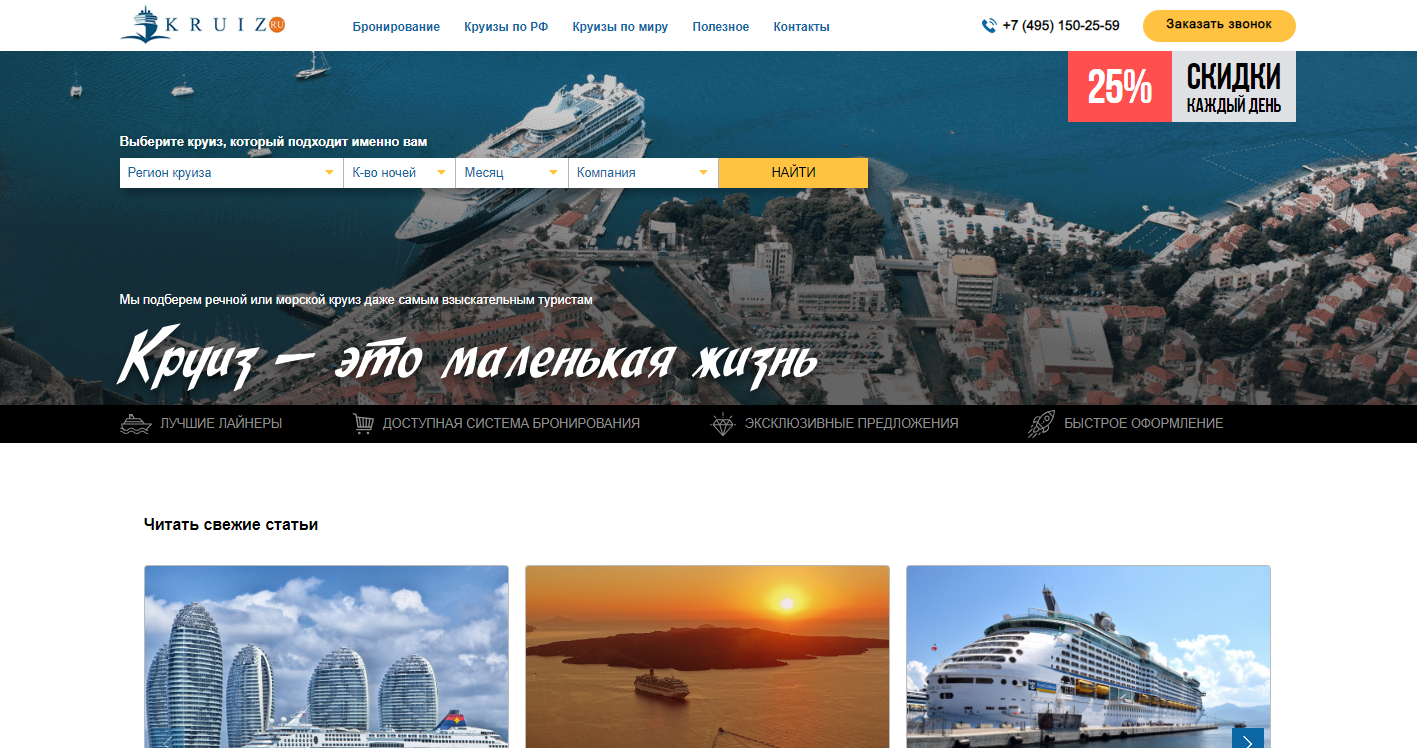 KRUIZ RU
Бронирование
Круизы по РФ
Круизы по миру
Полезное
Контакты
+7 (495) 150-25-59
Заказать звонок
25%
СКИДКИ
КАЖДЫЙ ДЕНЬ
Выберите круиз, который подходит именно вам
Регион круиза
К-во ночей
Месяц
Компания
НАЙТИ
Мы подберем речной или морской круиз даже самым взыскательным туристам
Круиз — это маленькая жизнь
ЛУЧШИЕ ЛАЙНЕРЫ
ДОСТУПНАЯ СИСТЕМА БРОНИРОВАНИЯ
ЭКСКЛЮЗИВНЫЕ ПРЕДЛОЖЕНИЯ
БЫСТРОЕ ОФОРМЛЕНИЕ
Читать свежие статьи